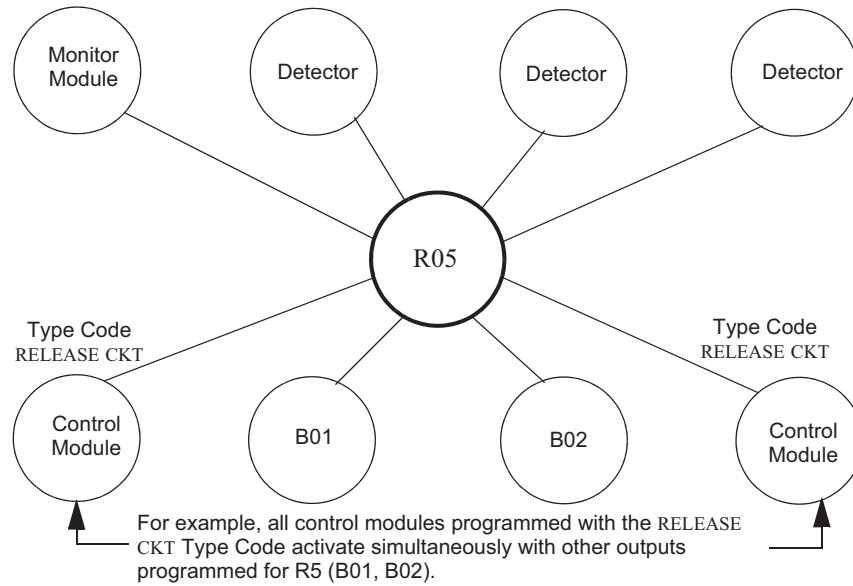 Monitor
Module
Detector
Detector
Detector
R05
Type Code
RELEASE CKT
Type Code
RELEASE CKT
Control
Module
B01
B02
Control
Module
For example, all control modules programmed with the RELEASE
CKT Type Code activate simultaneously with other outputs
programmed for R5 (B01, B02).